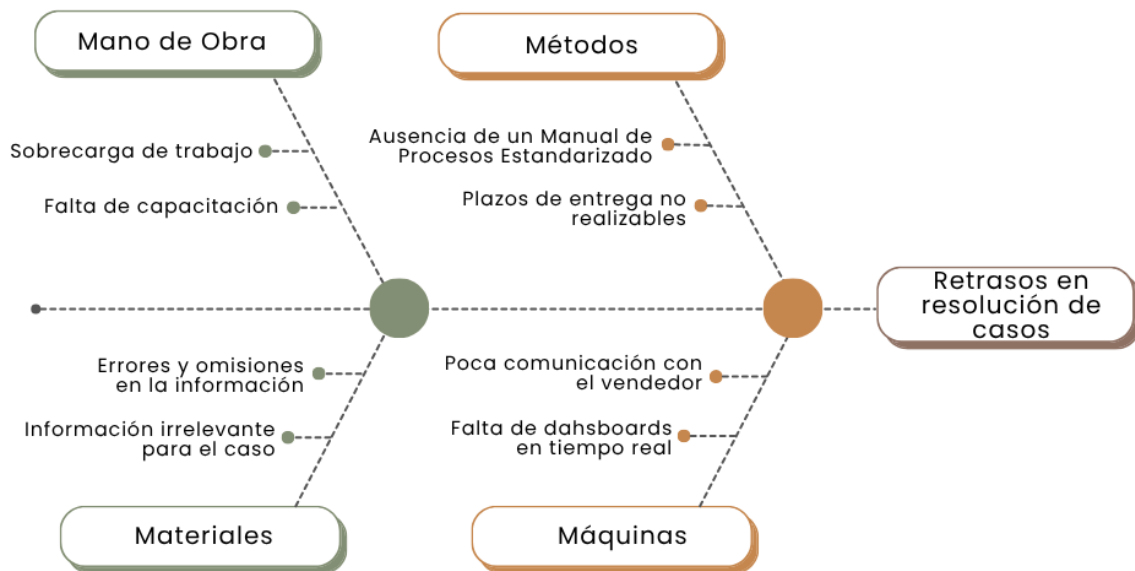 Mano de Obra
Métodos
Sobrecarga de trabajo
Falta de capacitación
Ausencia de un Manual de
Procesos Estandarizado
Plazos de entrega no
realizables
Retrasos en
resolución de
casos
Errores y omisiones
en la información
Información irrelevante
para el caso
Poca comunicación con
el vendedor
Falta de dahsboards
en tiempo real
Materiales
Máquinas